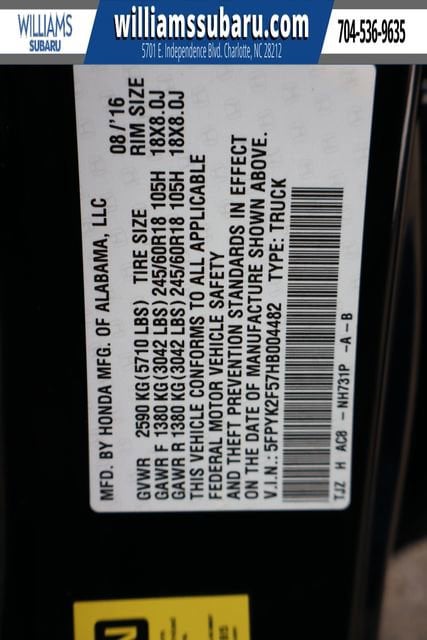 WILLIAMS
SUBARU
williamssubaru.com
5701 E. Independence Blvd. Charlotte, NC 28212
704-536-9635
MFD. BY HONDA MFG. OF ALABAMA, LLC 08/'16
GVWR 2590 KG (5710 LBS) TIRE SIZE RIM SIZE
GAWR F 1380 KG (3042 LBS) 245/60R18 105H 18X8.0J
GAWR R 1380 KG (3042 LBS) 245/60R18 105H 18X8.0J
THIS VEHICLE CONFORMS TO ALL APPLICABLE
FEDERAL MOTOR VEHICLE SAFETY
AND THEFT PREVENTION STANDARDS IN EFFECT
ON THE DATE OF MANUFACTURE SHOWN ABOVE.
V.I.N.: 5FPYK2F57HB004482 TYPE: TRUCK
TJZ H AC8 - NH731P - A - B